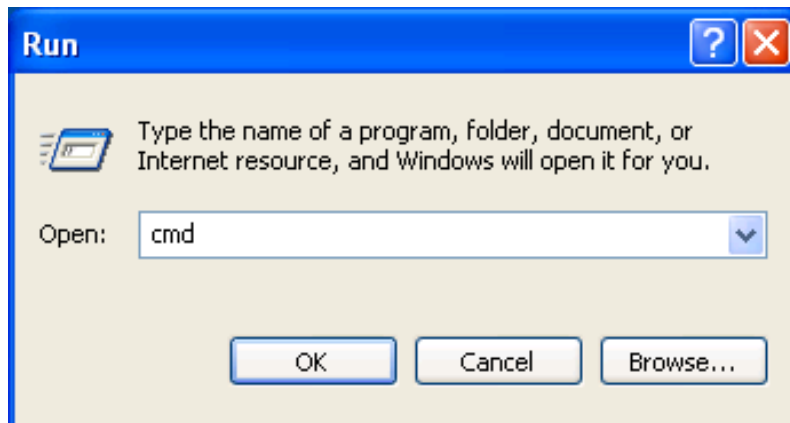 Run
Type the name of a program, folder, document, or
Internet resource, and Windows will open it for you.
Open: cmd
OK Cancel Browse...